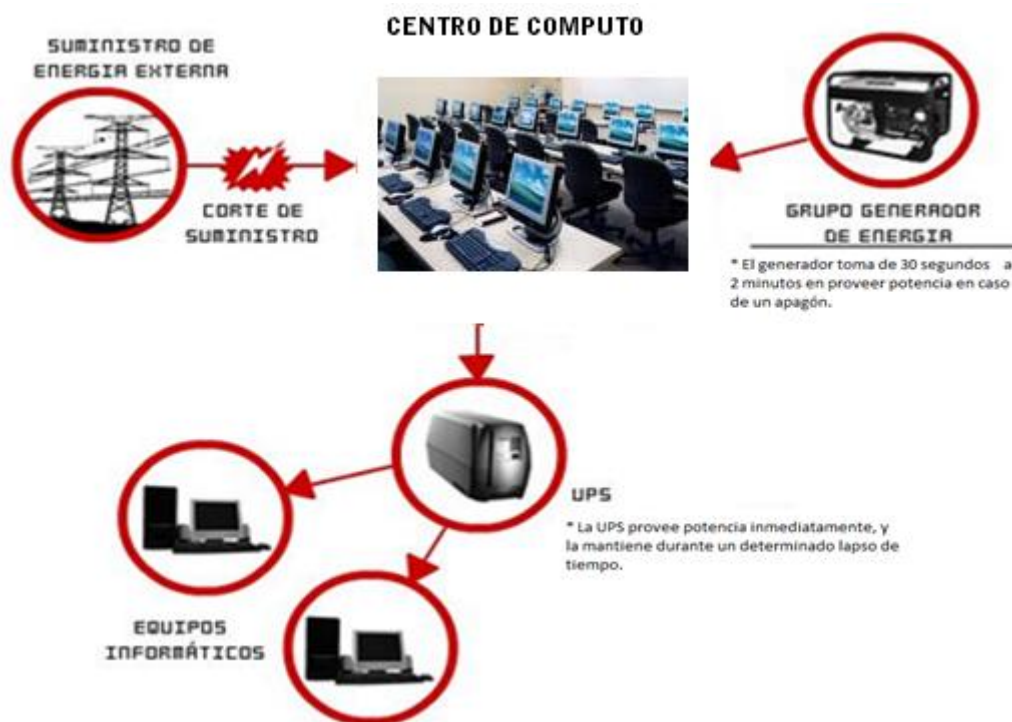 CENTRO DE COMPUTO
SUMINISTRO DE
ENERGIA EXTERNA
CORTE DE
SUMINISTRO
GRUPO GENERADOR
DE ENERGIA
* El generador toma de 30 segundos a
2 minutos en proveer potencia en caso
de un apagón.
UPS
* La UPS provee potencia inmediatamente, y
la mantiene durante un determinado lapso de
tiempo.
EQUIPOS
INFORMÁTICOS